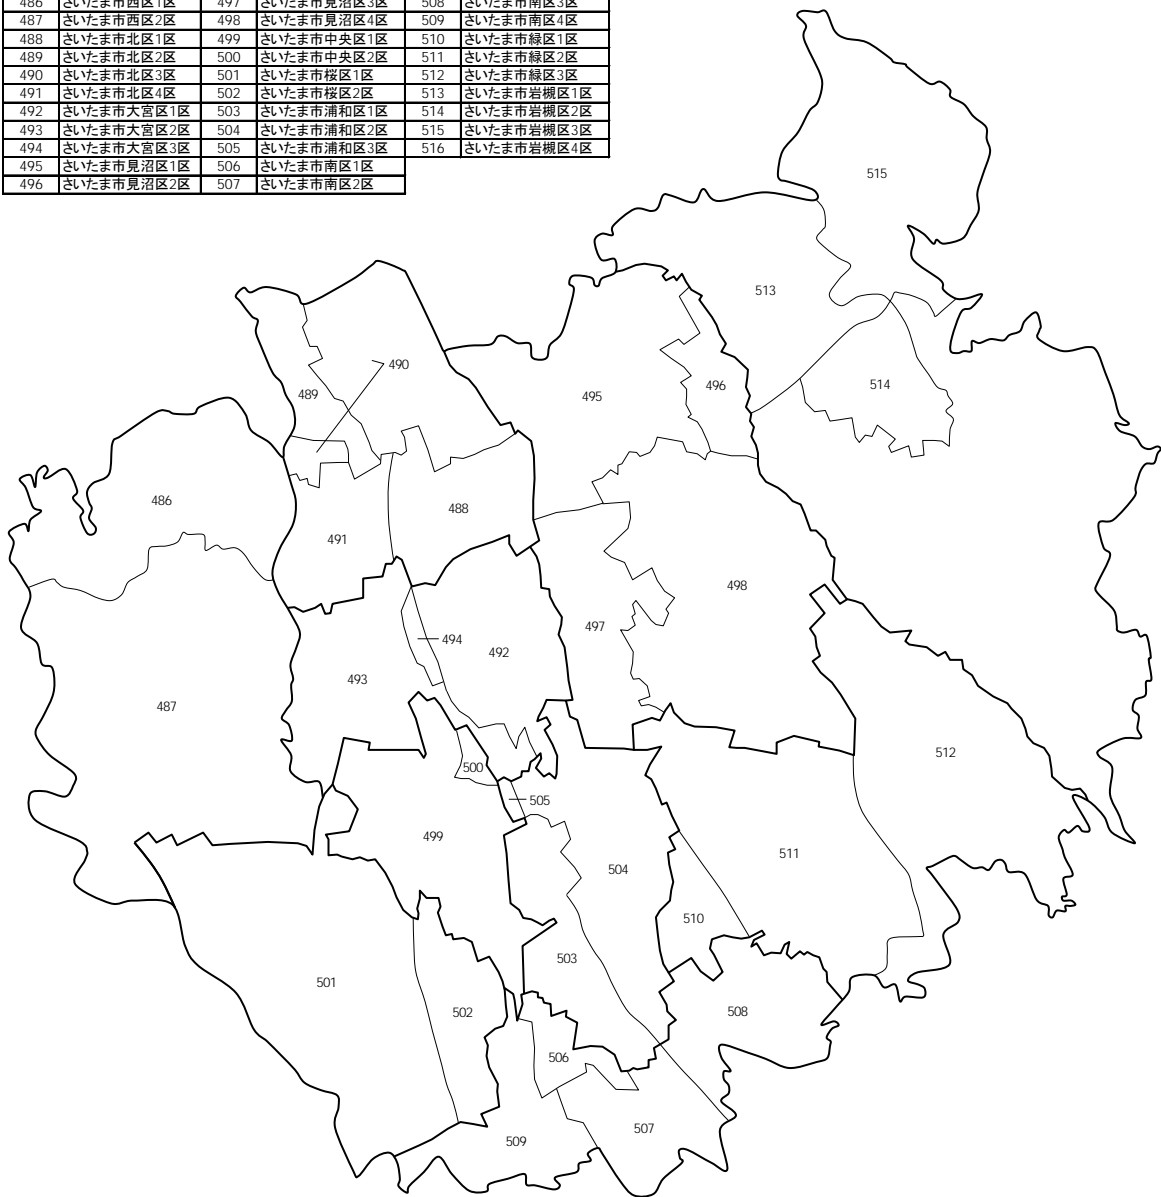 486 さいたま市西区1区 497 さいたま市見沼区3区 508 さいたま市南区3区
487 さいたま市西区2区 498 さいたま市見沼区4区 509 さいたま市南区4区
488 さいたま市北区1区 499 さいたま市中央区1区 510 さいたま市緑区1区
489 さいたま市北区2区 500 さいたま市中央区2区 511 さいたま市緑区2区
490 さいたま市北区3区 501 さいたま市桜区1区 512 さいたま市緑区3区
491 さいたま市北区4区 502 さいたま市桜区2区 513 さいたま市岩槻区1区
492 さいたま市大宮区1区 503 さいたま市浦和区1区 514 さいたま市岩槻区2区
493 さいたま市大宮区2区 504 さいたま市浦和区2区 515 さいたま市岩槻区3区
494 さいたま市大宮区3区 505 さいたま市浦和区3区 516 さいたま市岩槻区4区
495 さいたま市見沼区1区 506 さいたま市南区1区
496 さいたま市見沼区2区 507 さいたま市南区2区
515
513
490
514
496
489
495
486
488
491
498
497
494
492
493
487
512
500
505
499
511
504
510
503
501
508
502
506
507
509